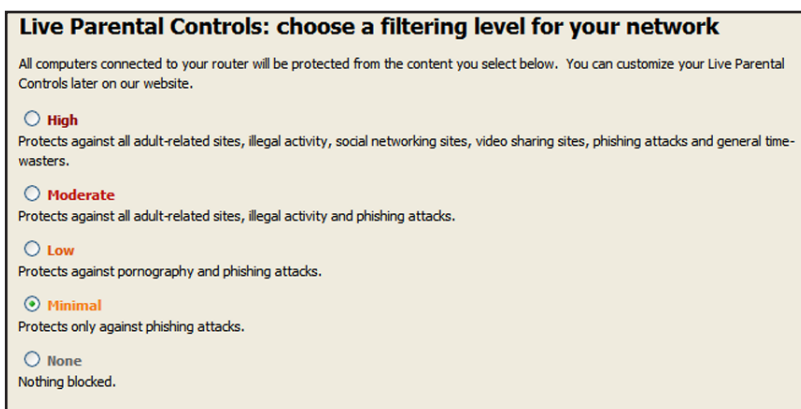 Live Parental Controls: choose a filtering level for your network
All computers connected to your router will be protected from the content you select below. You can customize your Live Parental
Controls later on our website.
High
Protects against all adult-related sites, illegal activity, social networking sites, video sharing sites, phishing attacks and general time-
wasters.
Moderate
Protects against all adult-related sites, illegal activity and phishing attacks.
Low
Protects against pornography and phishing attacks.
Minimal
Protects only against phishing attacks.
None
Nothing blocked.